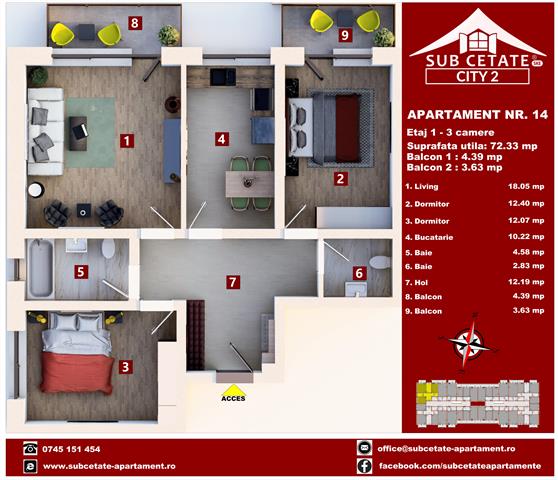 SUB CETATE
CITY 2
APARTAMENT NR. 14
Etaj 1 - 3 camere
Suprafata utila: 72.33 mp
Balcon 1 : 4.39 mp
Balcon 2 : 3.63 mp
1. Living 18.05 mp
2. Dormitor 12.40 mp
3. Dormitor 12.07 mp
4. Bucatarie 10.22 mp
5. Baie 4.58 mp
6. Baie 2.83 mp
7. Hol 12.19 mp
8. Balcon 4.39 mp
9. Balcon 3.63 mp
8
9
1
4
2
5
7
6
3
ACCES
0745 151 454
office@subcetate-apartament.ro
www.subcetate-apartament.ro
facebook.com/subcetateapartamente